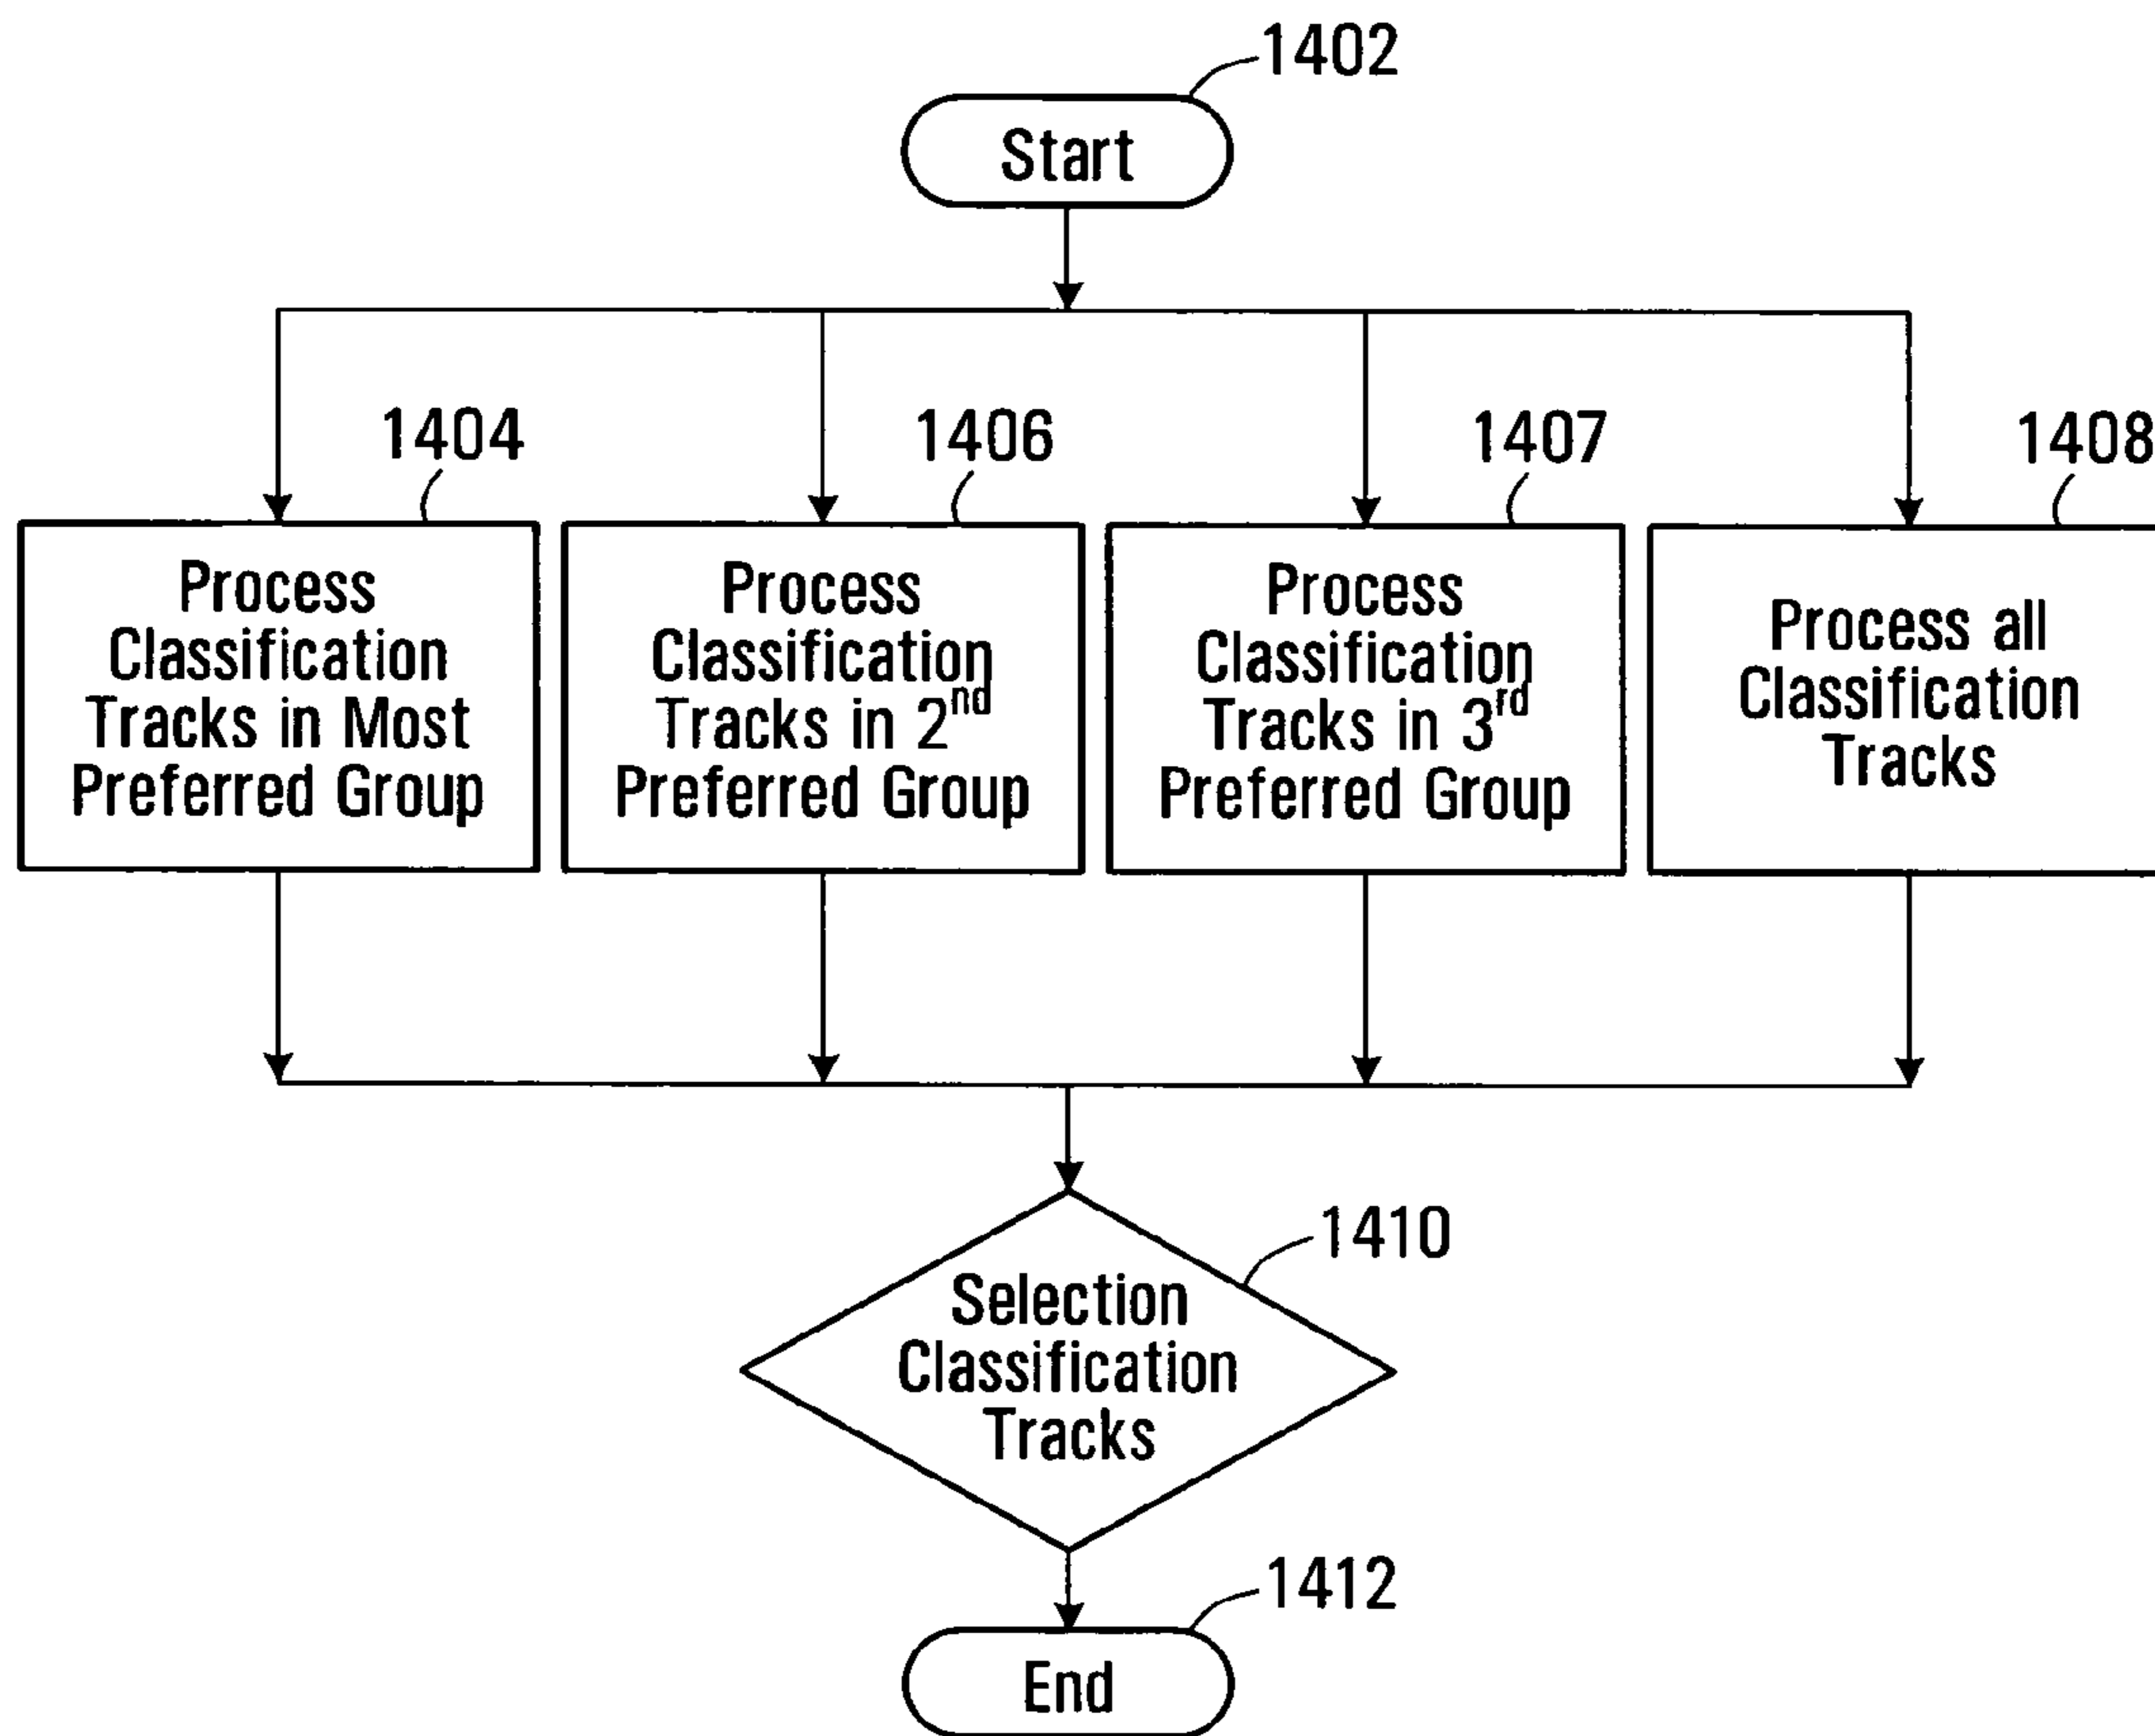 1402
Start
1404
1406
1407
1408
Process
Classification
Tracks in Most
Preferred Group
Process
Classification
Tracks in 2nd
Preferred Group
Process
Classification
Tracks in 3rd
Preferred Group
Process all
Classification
Tracks
1410
Selection
Classification
Tracks
1412
End